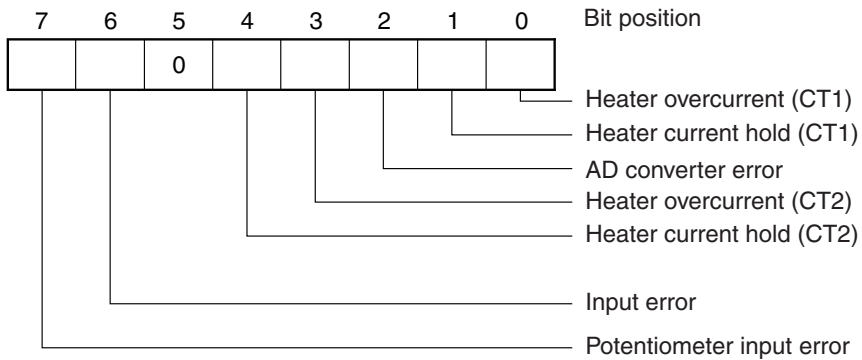 7 6 5 4 3 2 1 0 Bit position
0
Heater overcurrent (CT1)
Heater current hold (CT1)
AD converter error
Heater overcurrent (CT2)
Heater current hold (CT2)
Input error
Potentiometer input error